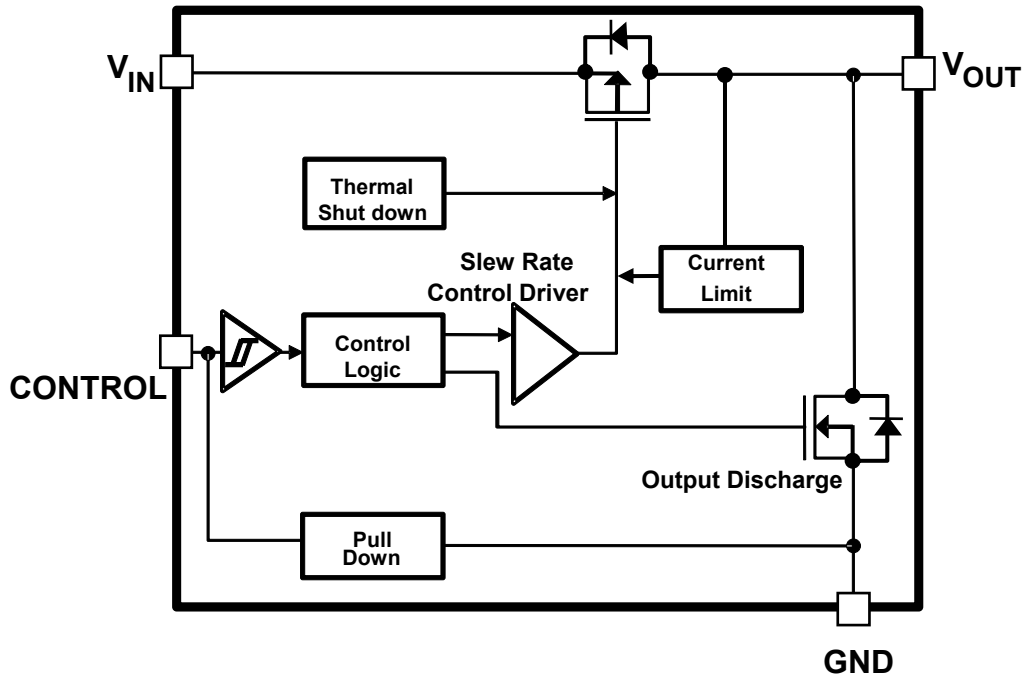 VIN
VOUT
Thermal
Shut down
Slew Rate
Control Driver
Current
Limit
Control
Logic
CONTROL
Output Discharge
Pull
Down
GND